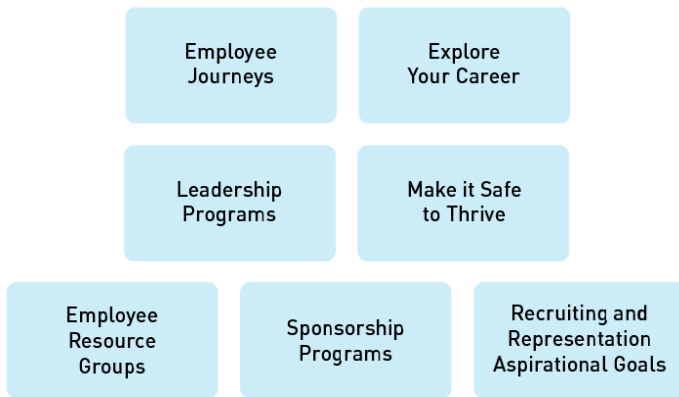 Employee
Journeys
Explore
Your Career
Leadership
Programs
Make it Safe
to Thrive
Employee
Resource
Groups
Sponsorship
Programs
Recruiting and
Representation
Aspirational Goals